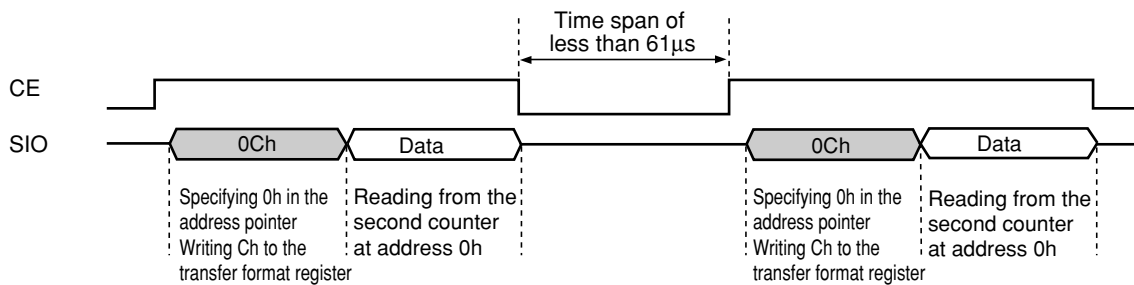 Time span of
less than 61μs
CE
SIO
0Ch
Data
0Ch
Data
Specifying 0h in the
address pointer
Writing Ch to the
transfer format register
Reading from the
second counter
at address 0h
Specifying 0h in the
address pointer
Writing Ch to the
transfer format register
Reading from the
second counter
at address 0h